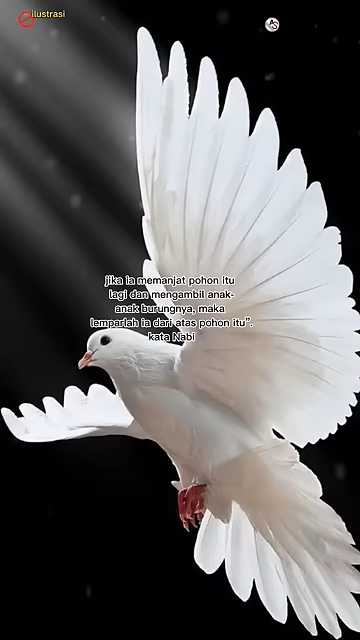 ilustrasi
AS
jika ia memanjat pohon itu
lagi dan mengambil anak-
anak burungnya, maka
lemparlah ia dari atas pohon itu".
kata Nabi